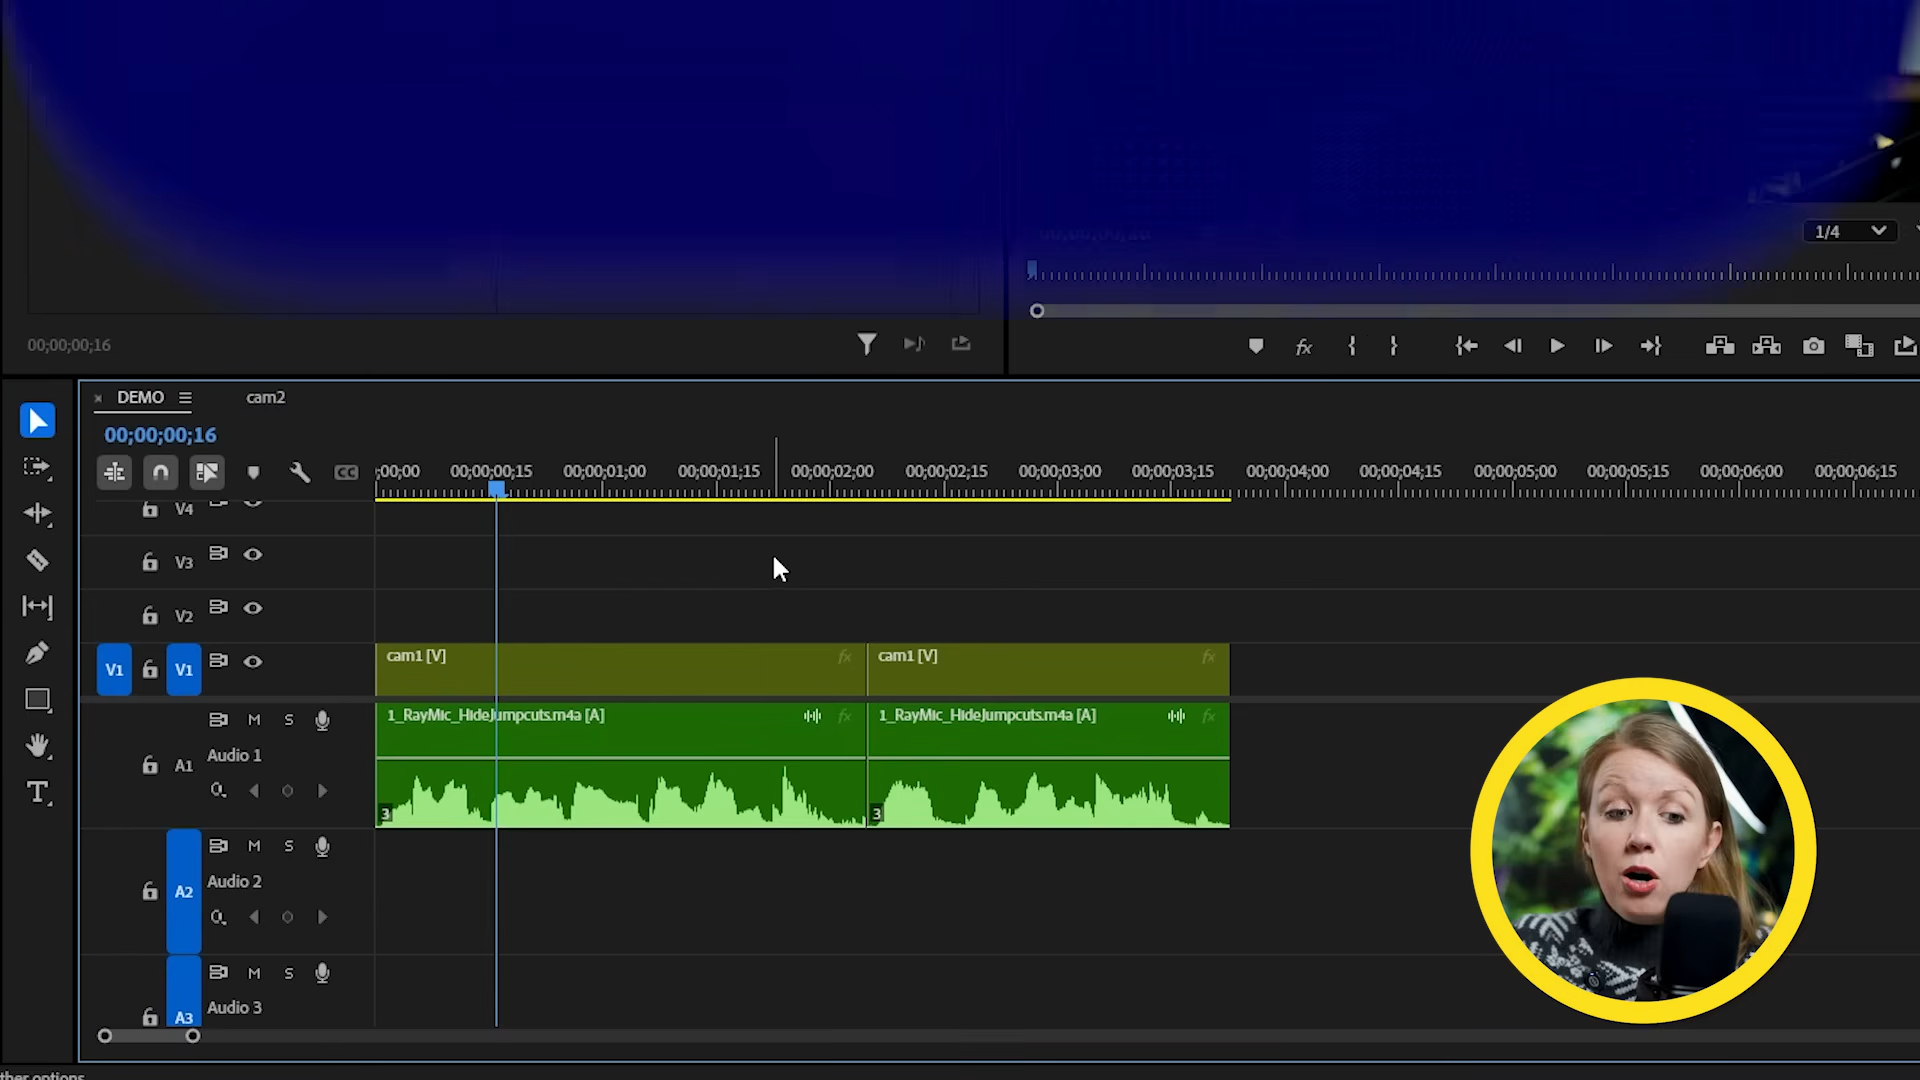 1/4
00;00;00;16
fx
DEMO
cam2
00;00;00;16
CC
;00;00
00;00;00;15
00;00;01;00
00;00;01;15
00;00;02;00
00;00;02;15
00;00;03;00
00;00;03;15
00;00;04;00
00;00;04;15
00;00;05;00
00;00;05;15
00;00;06;00
00;00;06;15
V4
V3
V2
V1
V1
cam1 [V]
fx
cam1 [V]
fx
1_RayMic_HideJumpcuts.m4a [A]
fx
1_RayMic_HideJumpcuts.m4a [A]
fx
M
S
Audio 1
A1
3
3
M
S
Audio 2
A2
M
S
Audio 3
A3
ther options